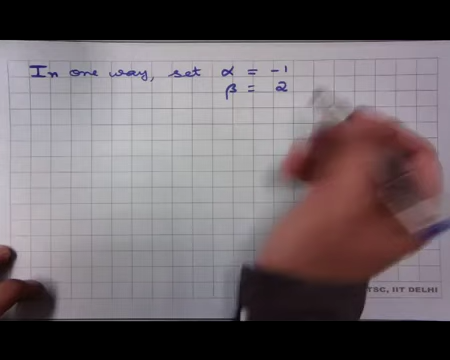 In one way, set α = -1
β = 2
TSC, IIT DELHI